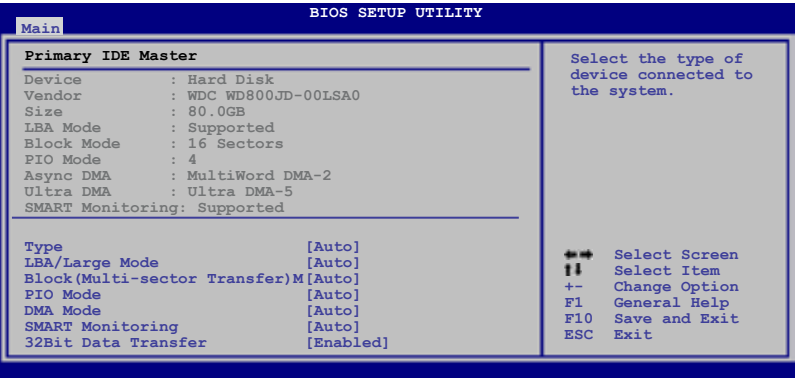 BIOS SETUP UTILITY
Main
Primary IDE Master
Device : Hard Disk
Vendor : WDC WD800JD-00LSA0
Size : 80.0GB
LBA Mode : Supported
Block Mode : 16 Sectors
PIO Mode : 4
Async DMA : MultiWord DMA-2
Ultra DMA : Ultra DMA-5
SMART Monitoring: Supported
Type [Auto]
LBA/Large Mode [Auto]
Block(Multi-sector Transfer)M[Auto]
PIO Mode [Auto]
DMA Mode [Auto]
SMART Monitoring [Auto]
32Bit Data Transfer [Enabled]
Select the type of
device connected to
the system.
←→ Select Screen
↑↓ Select Item
+- Change Option
F1 General Help
F10 Save and Exit
ESC Exit